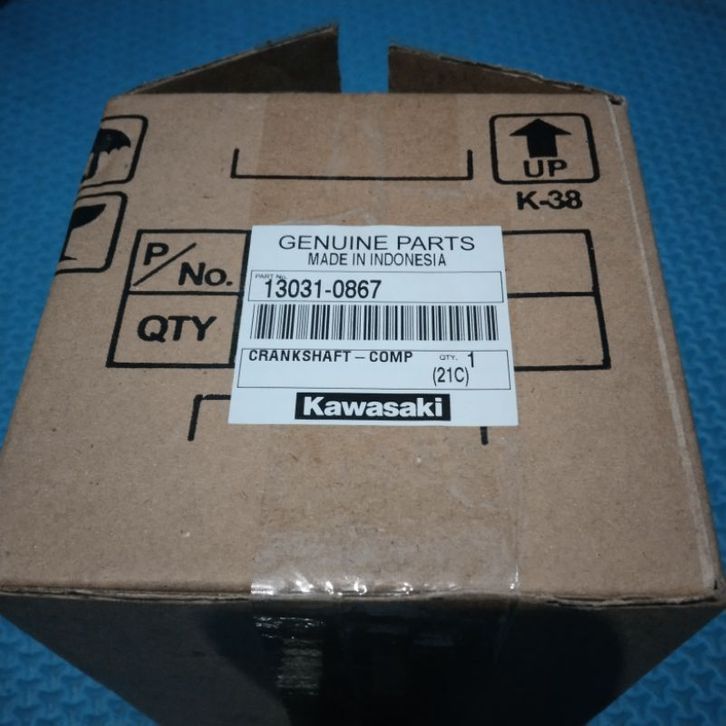 UP
K-38
P/No.
QTY
GENUINE PARTS
MADE IN INDONESIA
PART No.
13031-0867
CRANKSHAFT-COMP
QTY. 1
(21C)
Kawasaki